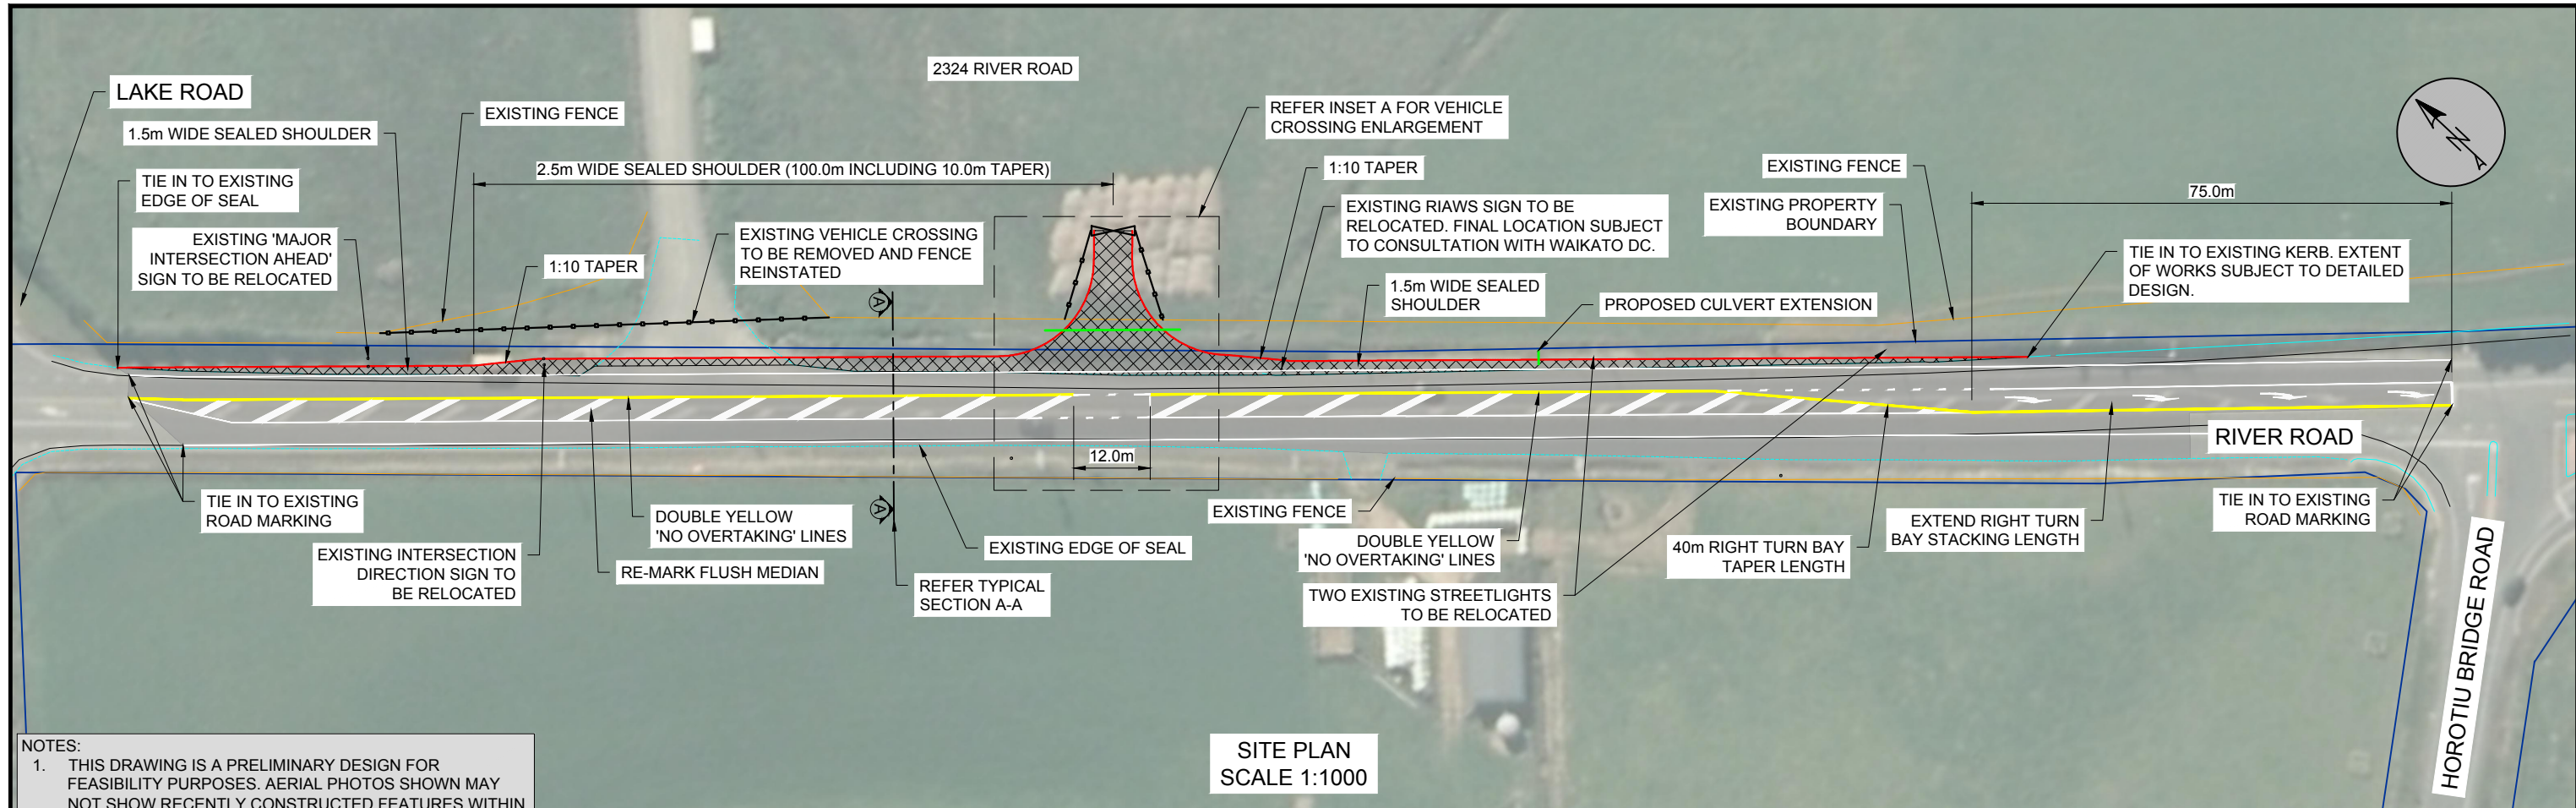 2324 RIVER ROAD
LAKE ROAD
EXISTING FENCE
1.5m WIDE SEALED SHOULDER
REFER INSET A FOR VEHICLE
CROSSING ENLARGEMENT
N
2.5m WIDE SEALED SHOULDER (100.0m INCLUDING 10.0m TAPER)
1:10 TAPER
EXISTING FENCE
TIE IN TO EXISTING
EDGE OF SEAL
75.0m
EXISTING RIAWS SIGN TO BE
RELOCATED. FINAL LOCATION SUBJECT
TO CONSULTATION WITH WAIKATO DC.
EXISTING PROPERTY
BOUNDARY
EXISTING 'MAJOR
INTERSECTION AHEAD'
SIGN TO BE RELOCATED
1:10 TAPER
EXISTING VEHICLE CROSSING
TO BE REMOVED AND FENCE
REINSTATED
TIE IN TO EXISTING KERB. EXTENT
OF WORKS SUBJECT TO DETAILED
DESIGN.
A
1.5m WIDE SEALED
SHOULDER
PROPOSED CULVERT EXTENSION
RIVER ROAD
12.0m
TIE IN TO EXISTING
ROAD MARKING
A
DOUBLE YELLOW
'NO OVERTAKING' LINES
EXISTING FENCE
TIE IN TO EXISTING
ROAD MARKING
EXISTING INTERSECTION
DIRECTION SIGN TO
BE RELOCATED
RE-MARK FLUSH MEDIAN
EXISTING EDGE OF SEAL
REFER TYPICAL
SECTION A-A
DOUBLE YELLOW
'NO OVERTAKING' LINES
TWO EXISTING STREETLIGHTS
TO BE RELOCATED
40m RIGHT TURN BAY
TAPER LENGTH
EXTEND RIGHT TURN
BAY STACKING LENGTH
HOROTIU BRIDGE ROAD
SITE PLAN
SCALE 1:1000
NOTES:
1. THIS DRAWING IS A PRELIMINARY DESIGN FOR
FEASIBILITY PURPOSES. AERIAL PHOTOS SHOWN MAY
NOT SHOW RECENTLY CONSTRUCTED FEATURES WITHIN